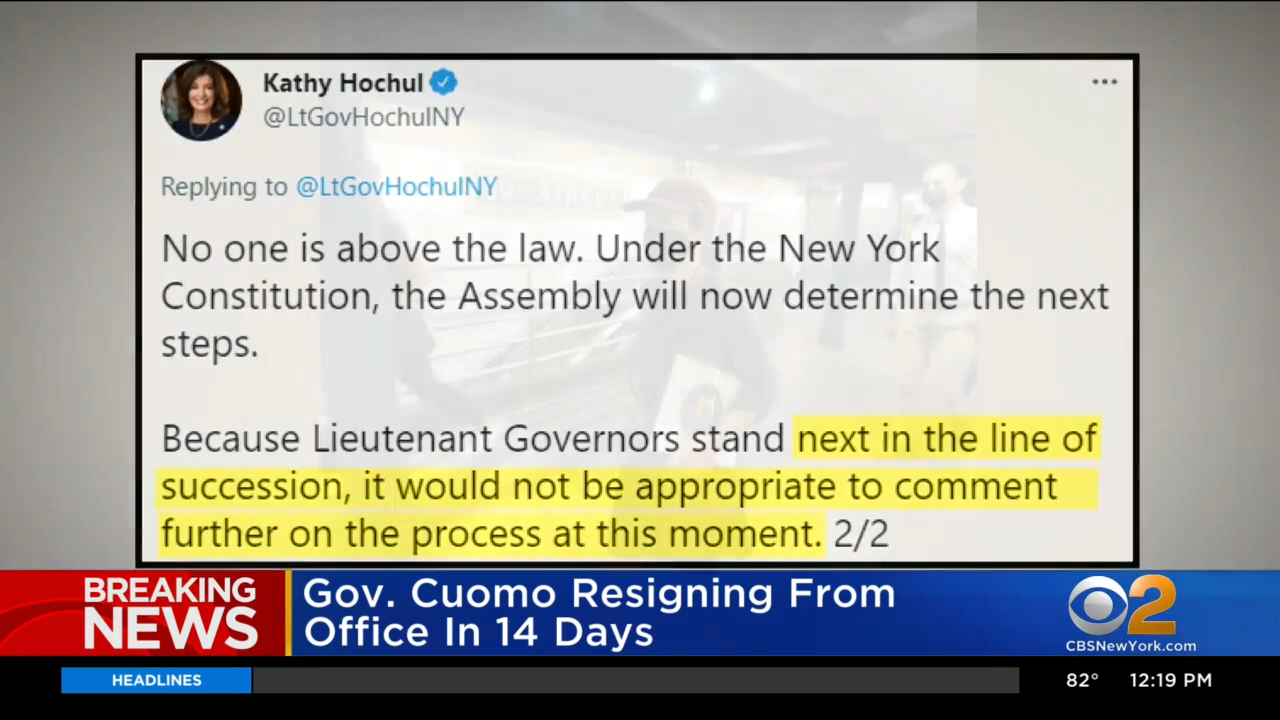 Kathy Hochul
@LtGovHochulNY
Replying to @LtGovHochulNY
No one is above the law. Under the New York
Constitution, the Assembly will now determine the next
steps.
Because Lieutenant Governors stand next in the line of
succession, it would not be appropriate to comment
further on the process at this moment. 2/2
BREAKING
NEWS
Gov. Cuomo Resigning From
Office In 14 Days
2
CBSNewYork.com
HEADLINES
82° 12:19 PM